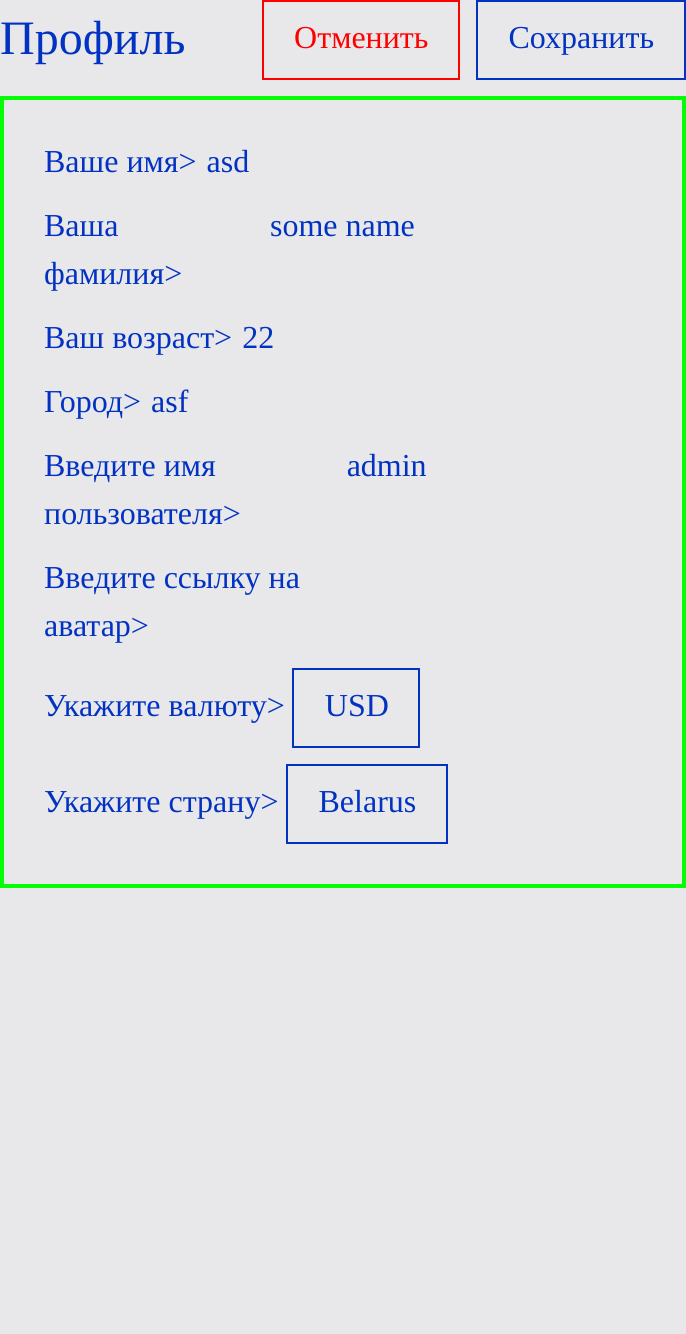 Профиль Отменить Сохранить
Ваше имя> asd
Ваша some name
фамилия>
Ваш возраст> 22
Город> asf
Введите имя admin
пользователя>
Введите ссылку на
аватар>
Укажите валюту> USD
Укажите страну> Belarus